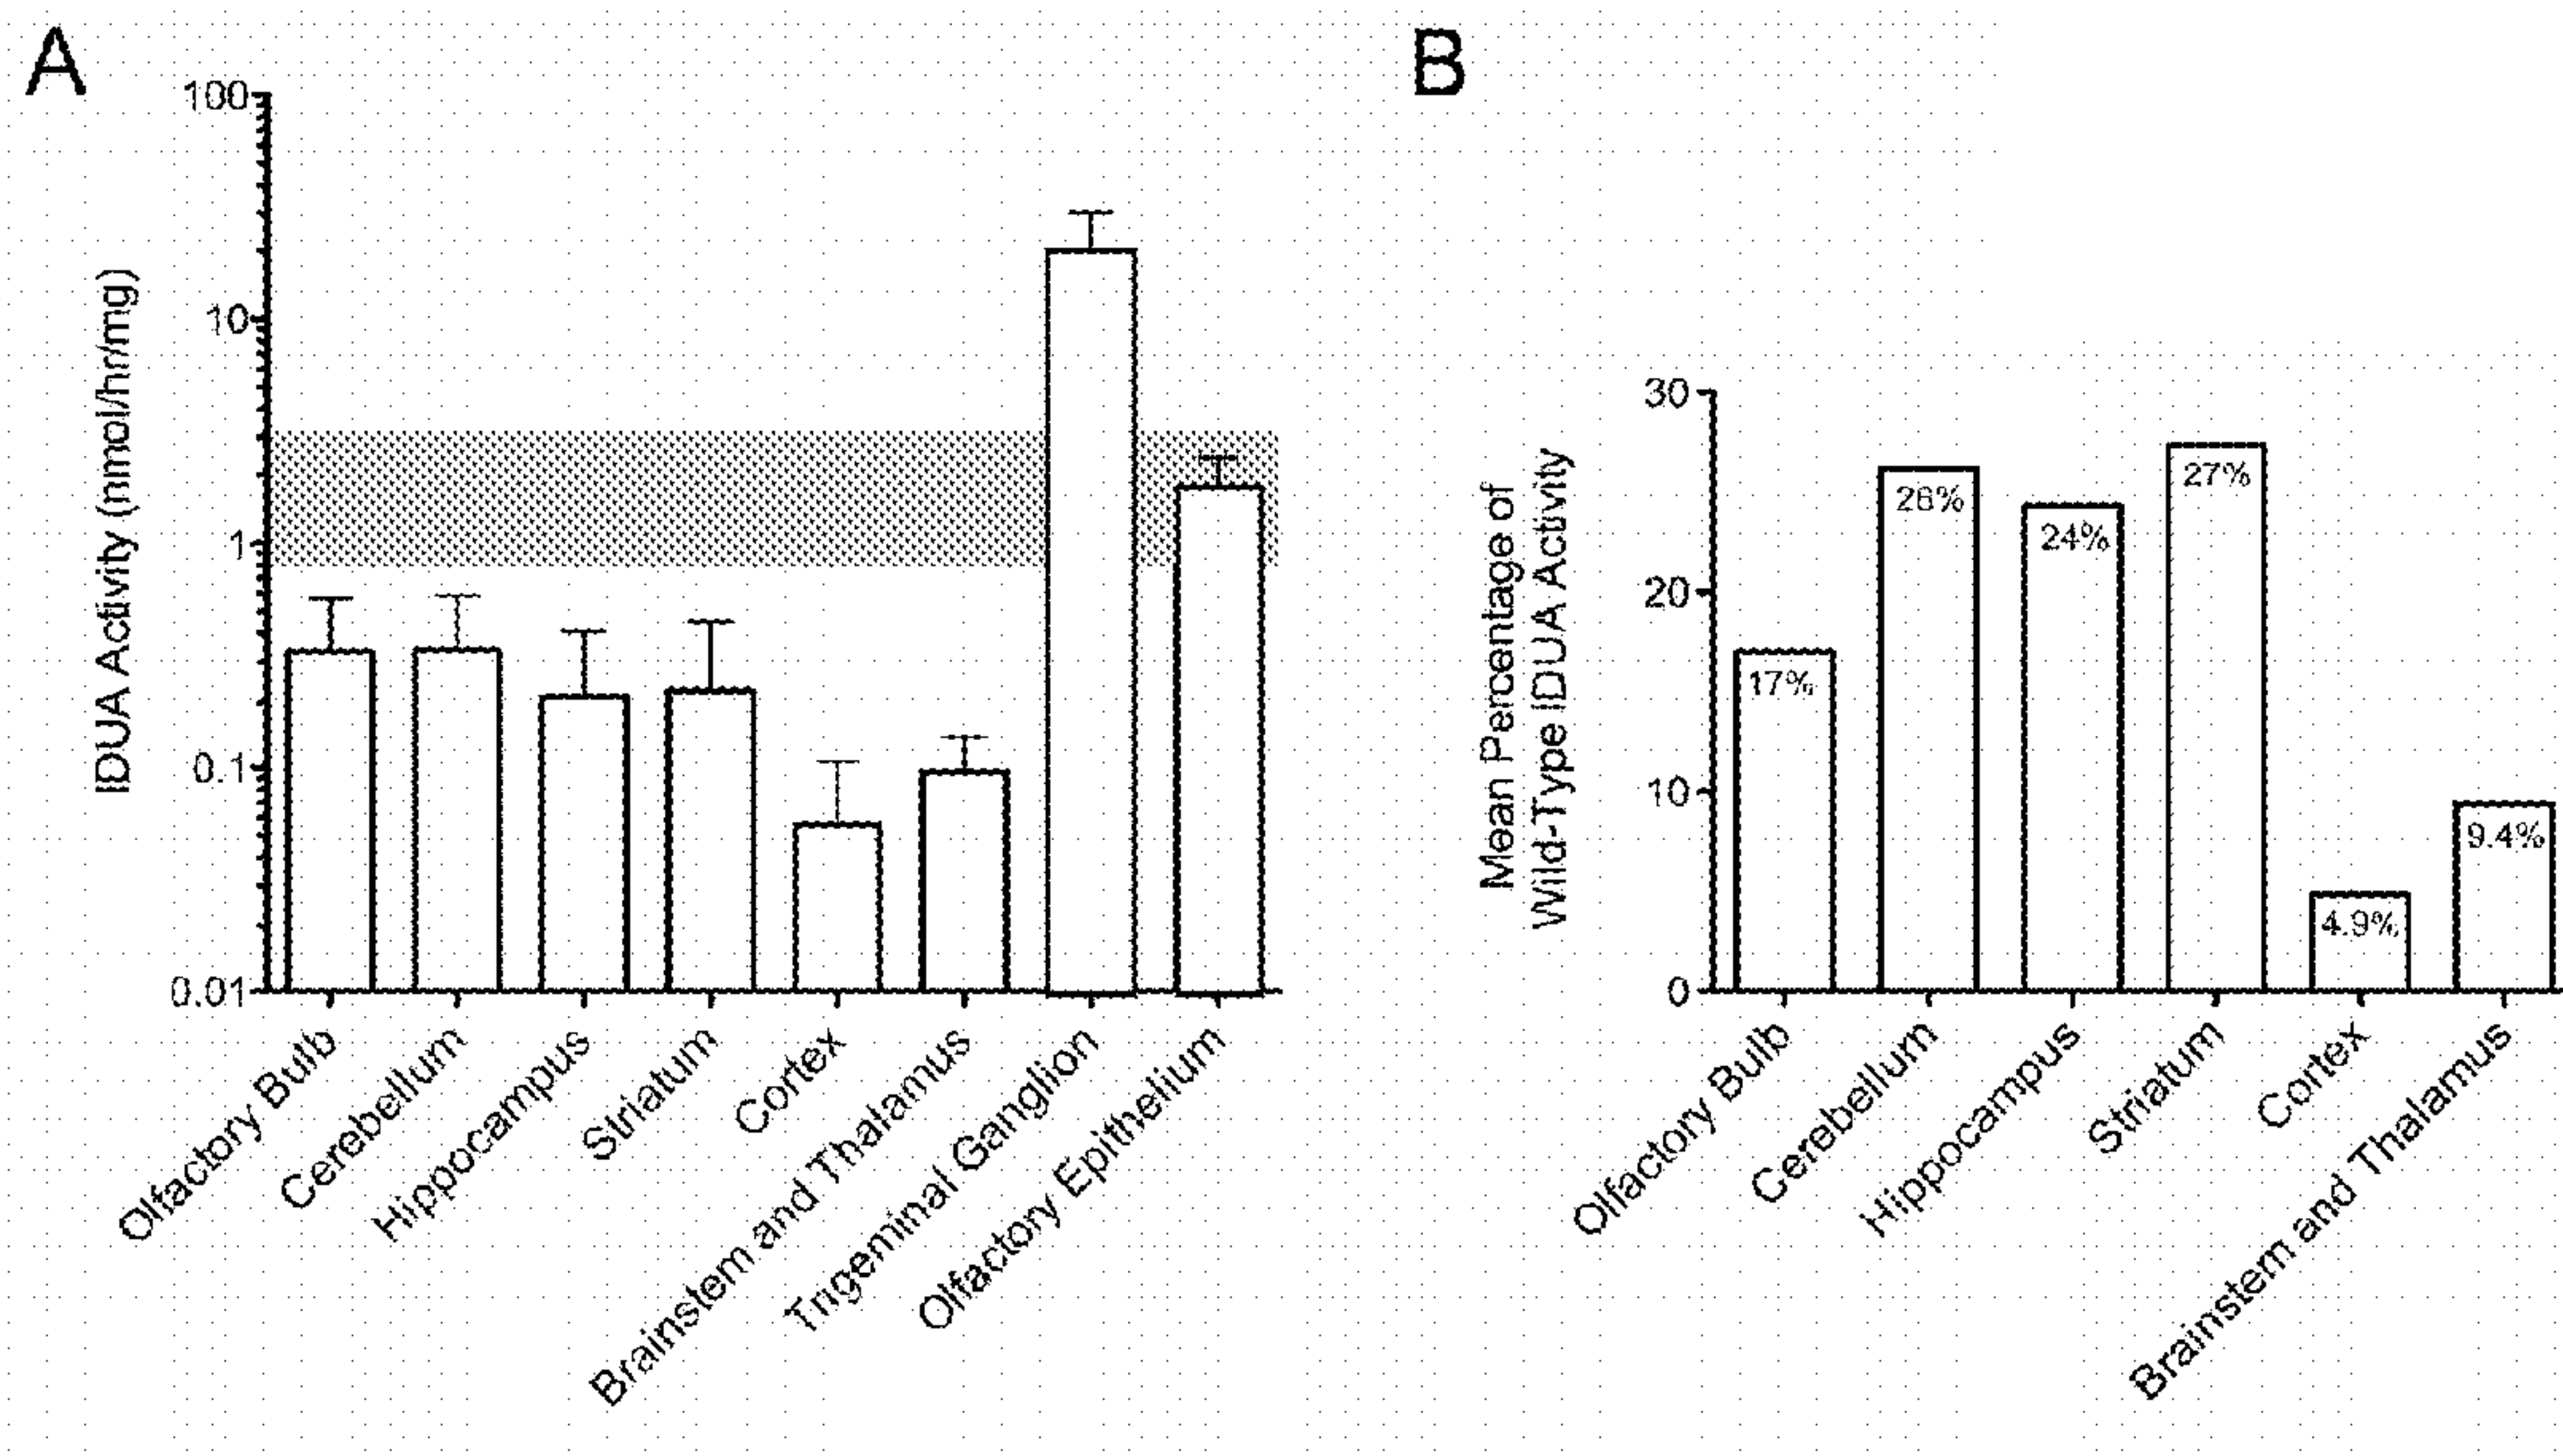 A
IDUA Activity (nmol/hr/mg)
100
10
1
0.1
0.01
Olfactory Bulb
Cerebellum
Hippocampus
Striatum
Cortex
Brainstem and Thalamus
Trigeminal Ganglion
Olfactory Epithelium
B
Mean Percentage of
Wild-Type IDUA Activity
30
20
10
0
17%
26%
24%
27%
4.9%
9.4%
Olfactory Bulb
Cerebellum
Hippocampus
Striatum
Cortex
Brainstem and Thalamus